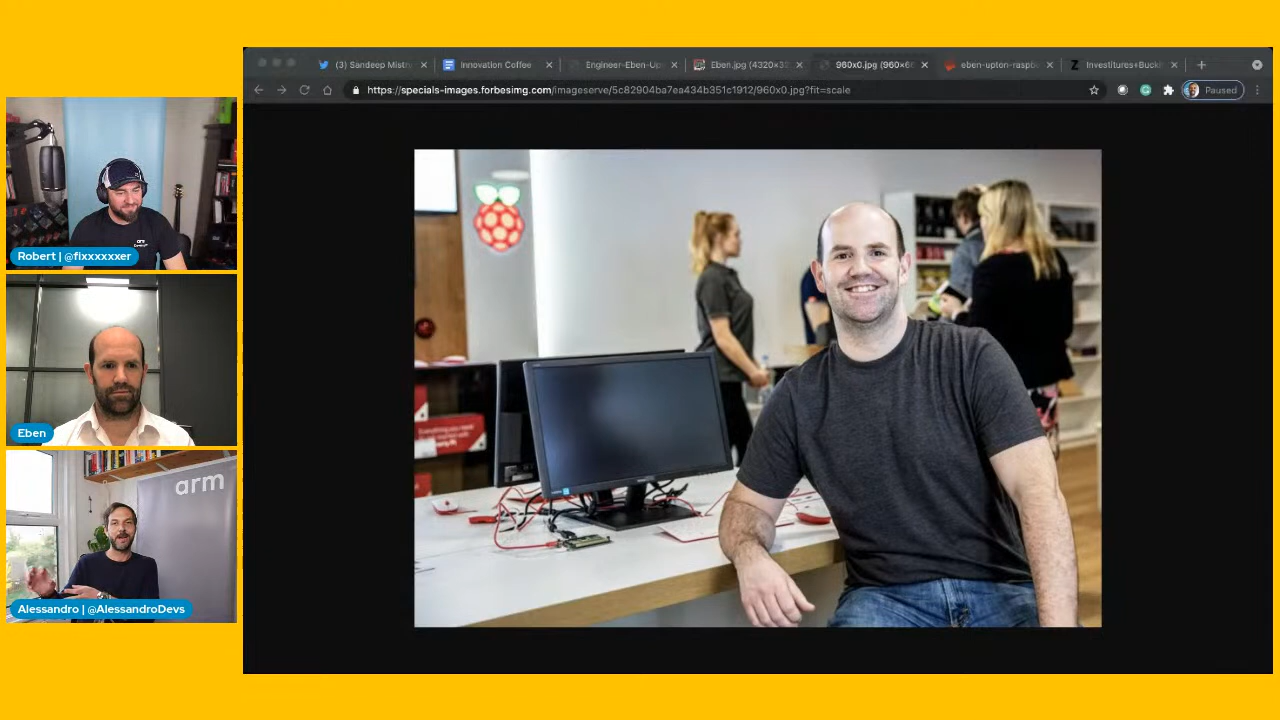 (3) Sandeep Mistr
Innovation Coffee
Engineer-Eben-Up
Eben.jpg (4320×3
960x0.jpg (960×6
eben-upton-raspb
Investitures+Buck
https://specials-images.forbesimg.com/imageserve/5c82904ba7ea434b351c1912/960x0.jpg?fit=scale
Paused
Robert | @fixxxxxxer
Eben
arm
Alessandro | @AlessandroDevs